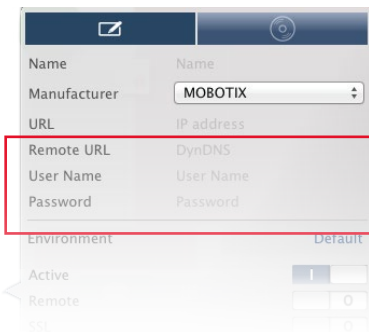 Name Name
Manufacturer MOBOTIX
URL IP address
Remote URL DynDNS
User Name User Name
Password Password
Environment Default
Active I
Remote O
SSL O